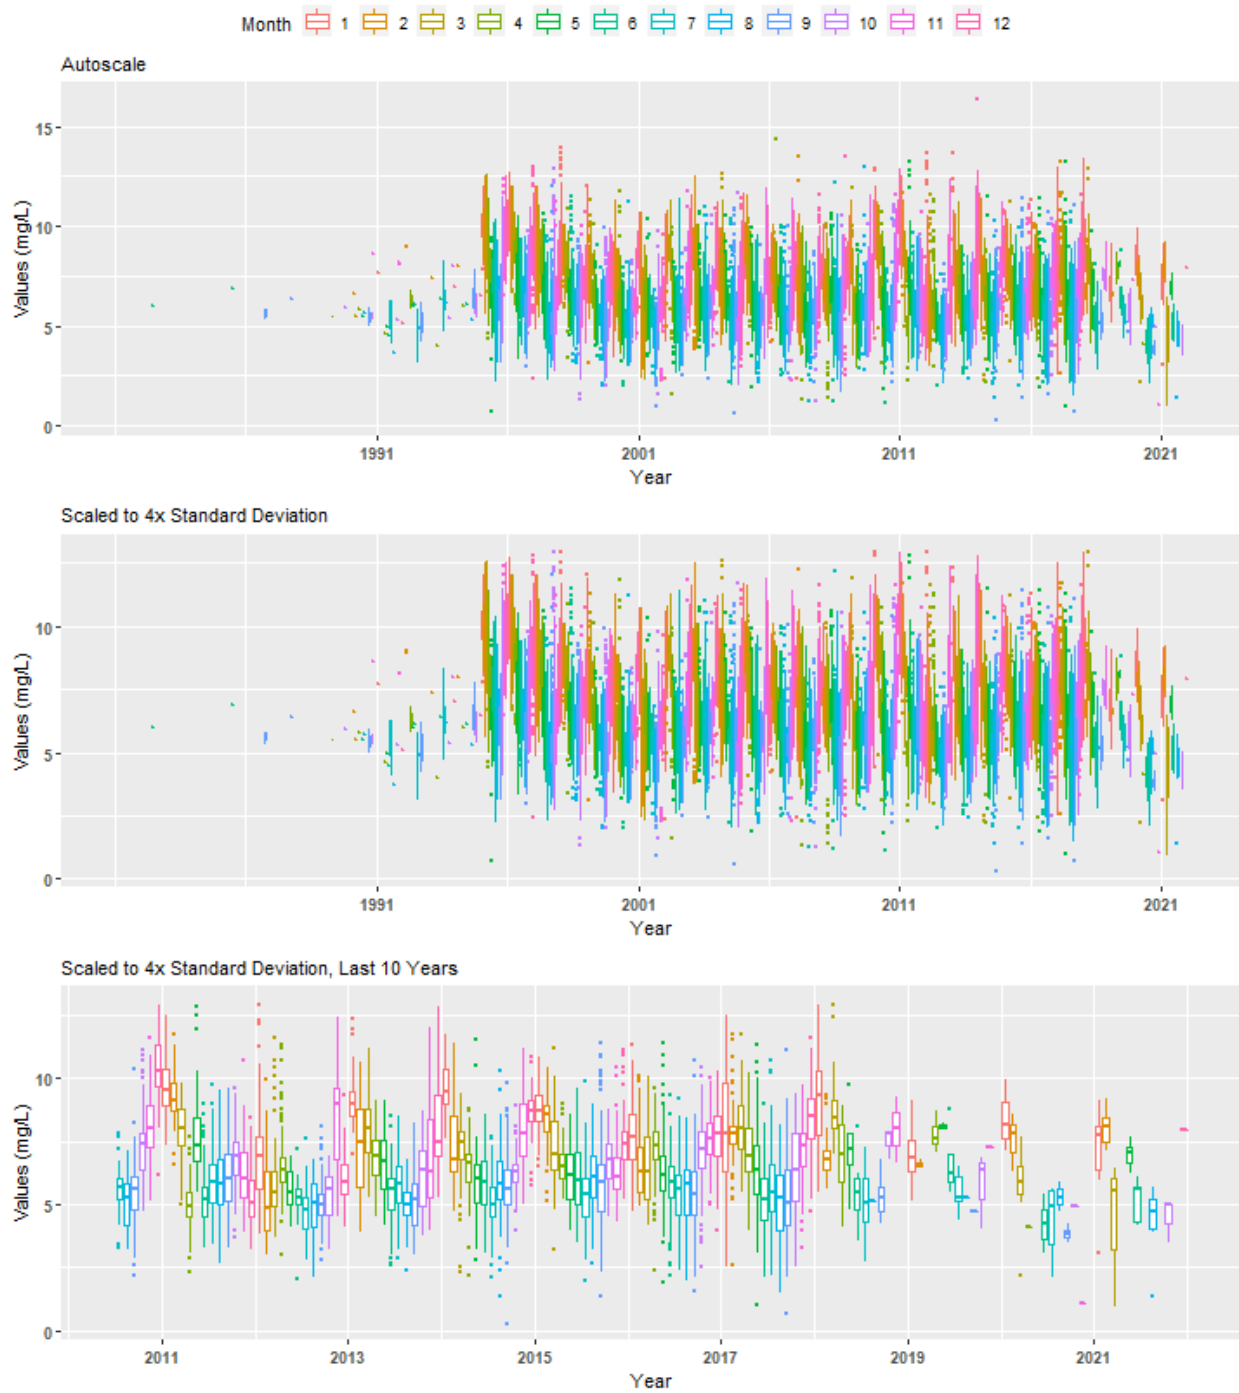 Month 1 2 3 4 5 6 7 8 9 10 11 12
Autoscale
15
10
5
0
Values (mg/L)
1991 2001 2011 2021
Year
Scaled to 4x Standard Deviation
10
5
0
Values (mg/L)
1991 2001 2011 2021
Year
Scaled to 4x Standard Deviation, Last 10 Years
10
5
0
Values (mg/L)
2011 2013 2015 2017 2019 2021
Year